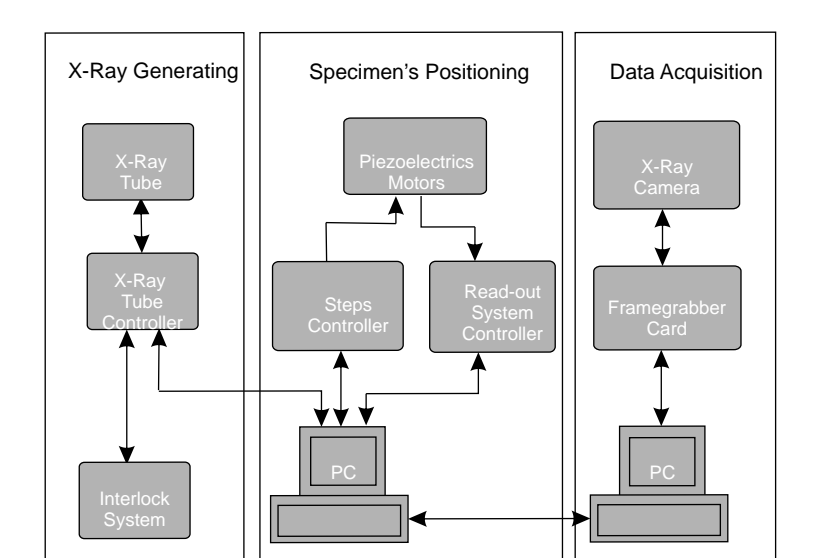 X-Ray Generating
X-Ray
Tube
X-Ray
Tube
Controller
Interlock
System
Specimen's Positioning
Piezoelectrics
Motors
Steps
Controller
Read-out
System
Controller
PC
Data Acquisition
X-Ray
Camera
Framegrabber
Card
PC